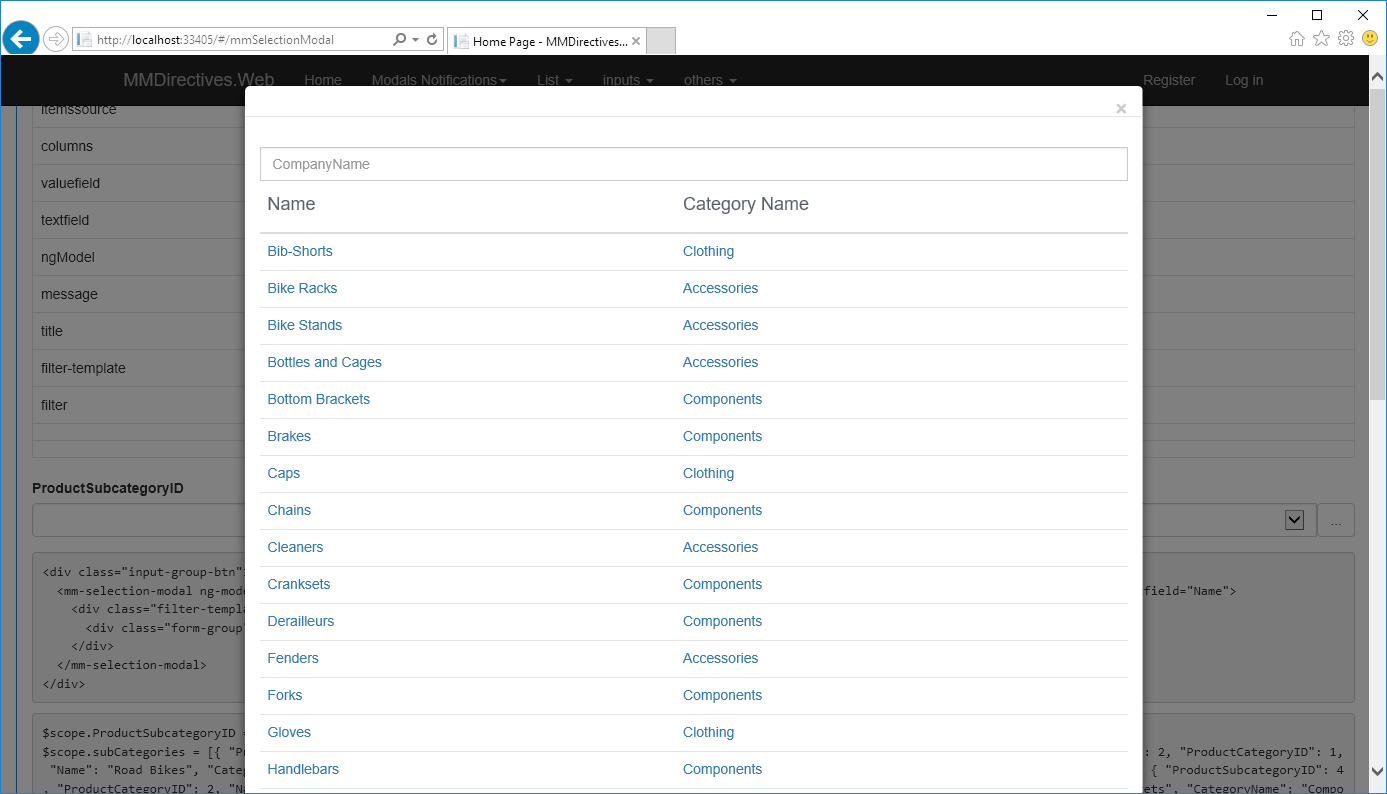 http://localhost:33405/#/mmSelectionModal
Home Page - MMDirectives...
MMDirectives.Web Home Modals Notifications List inputs others Register Log in
itemssource
×
columns
CompanyName
valuefield
Name Category Name
textfield
Bib-Shorts Clothing
ngModel
Bike Racks Accessories
message
Bike Stands Accessories
title
Bottles and Cages Accessories
filter-template
Bottom Brackets Components
filter
Brakes Components
Caps Clothing
ProductSubcategoryID
Chains Components
...
Cleaners Accessories
<div class="input-group-btn"
Cranksets Components
<mm-selection-modal ng-mode field="Name">
<div class="filter-templa
Derailleurs Components
<div class="form-group"
</div>
Fenders Accessories
</mm-selection-modal>
</div>
Forks Components
Gloves Clothing
$scope.ProductSubcategoryID =
$scope.subCategories = [{ "P : 2, "ProductCategoryID": 1,
Handlebars Components
"Name": "Road Bikes", "Cate { "ProductSubcategoryID": 4
, "ProductCategoryID": 2, "N ets", "CategoryName": "Compo